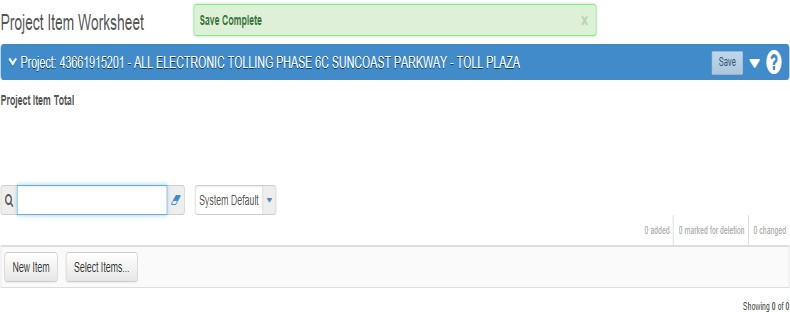 Project Item Worksheet
Save Complete x
Project: 43661915201 - ALL ELECTRONIC TOLLING PHASE 6C SUNCOAST PARKWAY - TOLL PLAZA Save ?
Project Item Total
System Default
0 added 0 marked for deletion 0 changed
New Item Select Items...
Showing 0 of 0